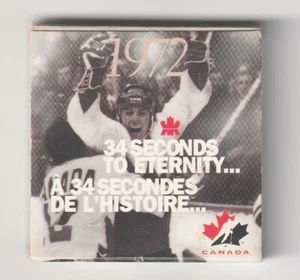 1972
34 SECONDS
TO ETERNITY...
À 34 SECONDES
DE L'HISTOIRE...
CANADA